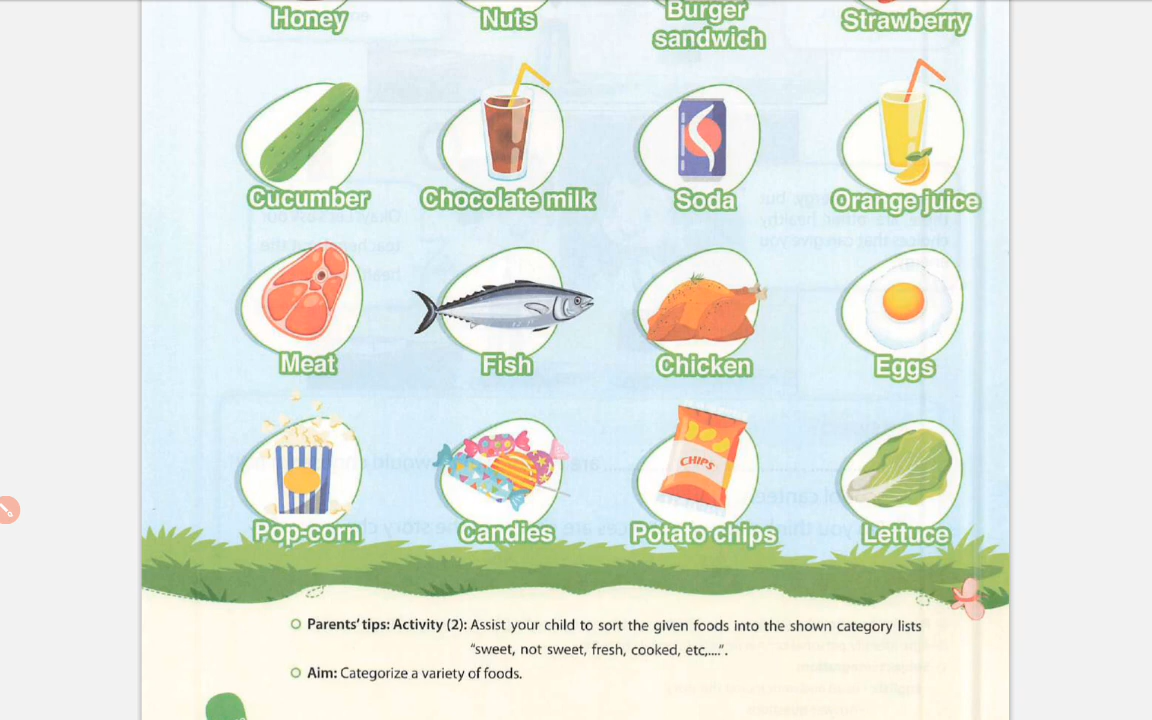 Honey Nuts Burger sandwich Strawberry
Cucumber Chocolate milk Soda Orange juice
Meat Fish Chicken Eggs
CHIPS
Pop-corn Candies Potato chips Lettuce
Parents' tips: Activity (2): Assist your child to sort the given foods into the shown category lists
"sweet, not sweet, fresh, cooked, etc,....".
Aim: Categorize a variety of foods.